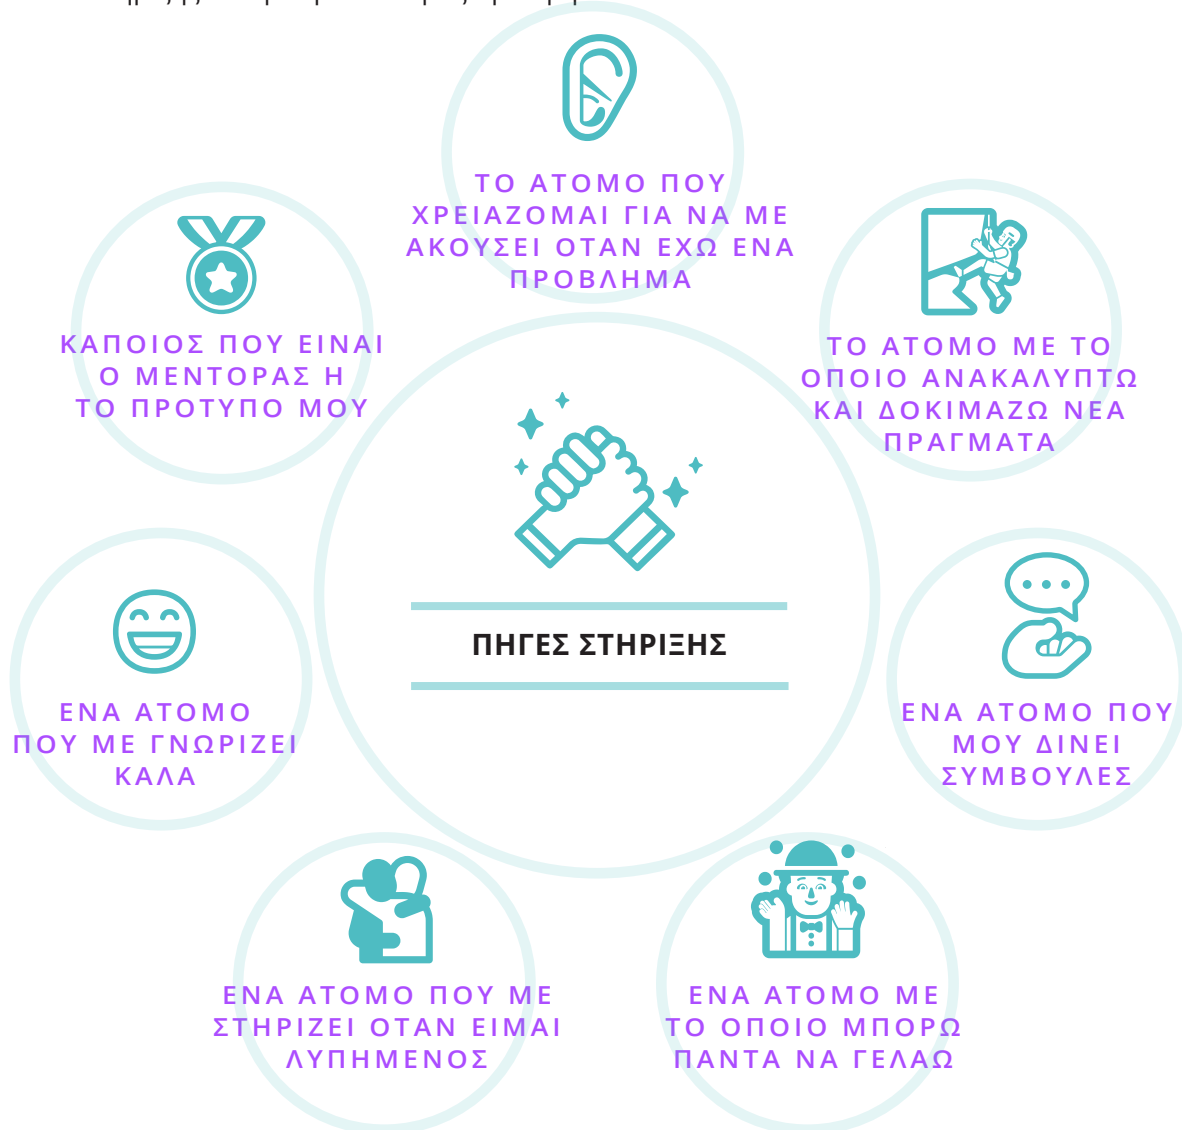 ΤΟ ΑΤΟΜΟ ΠΟΥ
ΧΡΕΙΑΖΟΜΑΙ ΓΙΑ ΝΑ ΜΕ
ΑΚΟΥΣΕΙ ΟΤΑΝ ΕΧΩ ΕΝΑ
ΠΡΟΒΛΗΜΑ
ΚΑΠΟΙΟΣ ΠΟΥ ΕΙΝΑΙ
Ο ΜΕΝΤΟΡΑΣ Η
ΤΟ ΠΡΟΤΥΠΟ ΜΟΥ
ΤΟ ΑΤΟΜΟ ΜΕ ΤΟ
ΟΠΟΙΟ ΑΝΑΚΑΛΥΠΤΩ
ΚΑΙ ΔΟΚΙΜΑΖΩ ΝΕΑ
ΠΡΑΓΜΑΤΑ
ΠΗΓΕΣ ΣΤΗΡΙΞΗΣ
ΕΝΑ ΑΤΟΜΟ
ΠΟΥ ΜΕ ΓΝΩΡΙΖΕΙ
ΚΑΛΑ
ΕΝΑ ΑΤΟΜΟ ΠΟΥ
ΜΟΥ ΔΙΝΕΙ
ΣΥΜΒΟΥΛΕΣ
ΕΝΑ ΑΤΟΜΟ ΠΟΥ ΜΕ
ΣΤΗΡΙΖΕΙ ΟΤΑΝ ΕΙΜΑΙ
ΛΥΠΗΜΕΝΟΣ
ΕΝΑ ΑΤΟΜΟ ΜΕ
ΤΟ ΟΠΟΙΟ ΜΠΟΡΩ
ΠΑΝΤΑ ΝΑ ΓΕΛΑΩ